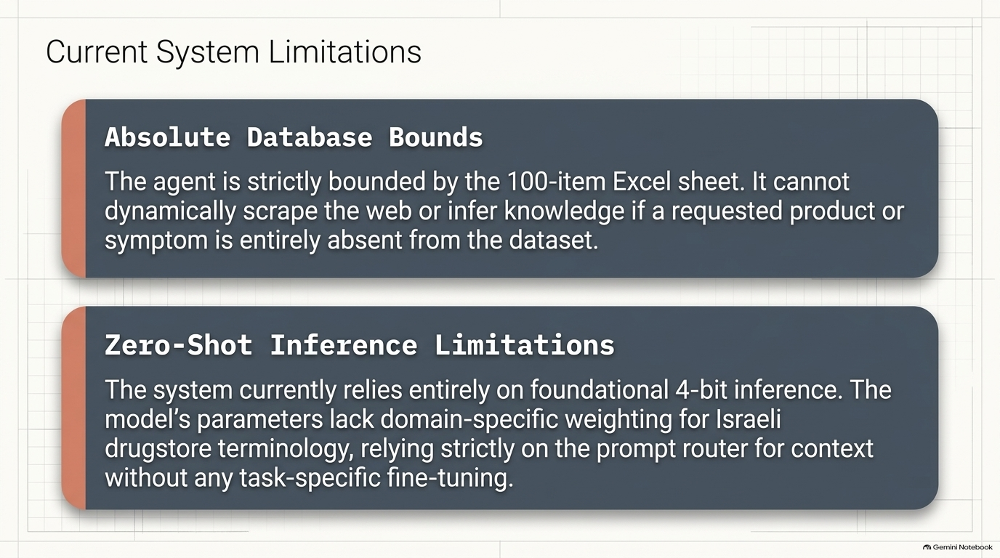 Current System Limitations
Absolute Database Bounds
The agent is strictly bounded by the 100-item Excel sheet. It cannot
dynamically scrape the web or infer knowledge if a requested product or
symptom is entirely absent from the dataset.
Zero-Shot Inference Limitations
The system currently relies entirely on foundational 4-bit inference. The
model’s parameters lack domain-specific weighting for Israeli
drugstore terminology, relying strictly on the prompt router for context
without any task-specific fine-tuning.
Gemini Notebook